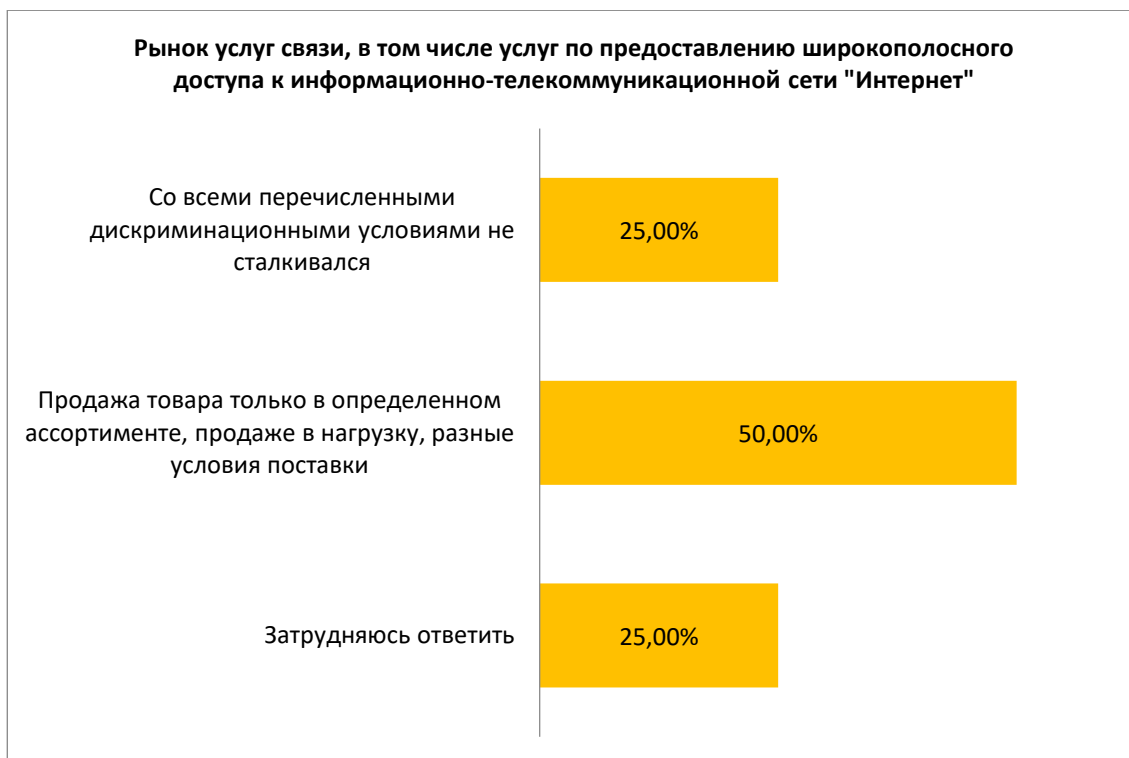 Рынок услуг связи, в том числе услуг по предоставлению широкополосного
доступа к информационно-телекоммуникационной сети "Интернет"
Со всеми перечисленными
дискриминационными условиями не
сталкивался
25,00%
Продажа товара только в определенном
ассортименте, продаже в нагрузку, разные
условия поставки
50,00%
Затрудняюсь ответить
25,00%